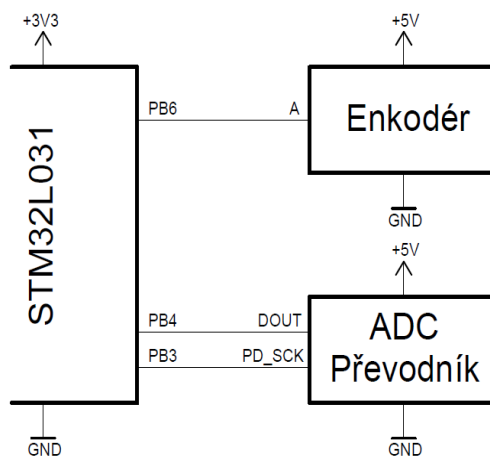 +3V3
+5V
STM32L031
PB6
A
Enkodér
GND
+5V
PB4
DOUT
PB3
PD_SCK
ADC
Převodník
GND
GND